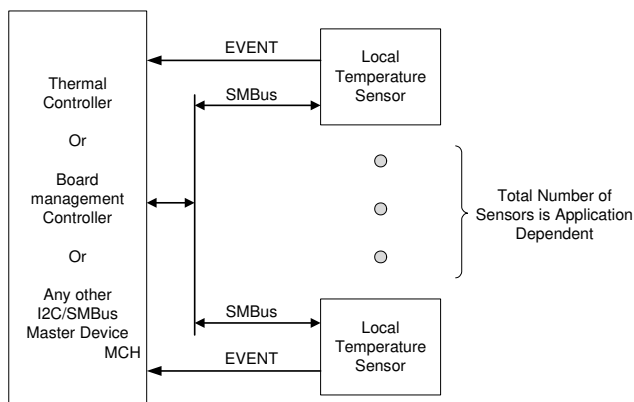 EVENT
Local
Temperature
Sensor
SMBus
Thermal
Controller
Or
Board
management
Controller
Or
Any other
I2C/SMBus
Master Device
MCH
Total Number of
Sensors is Application
Dependent
SMBus
Local
Temperature
Sensor
EVENT